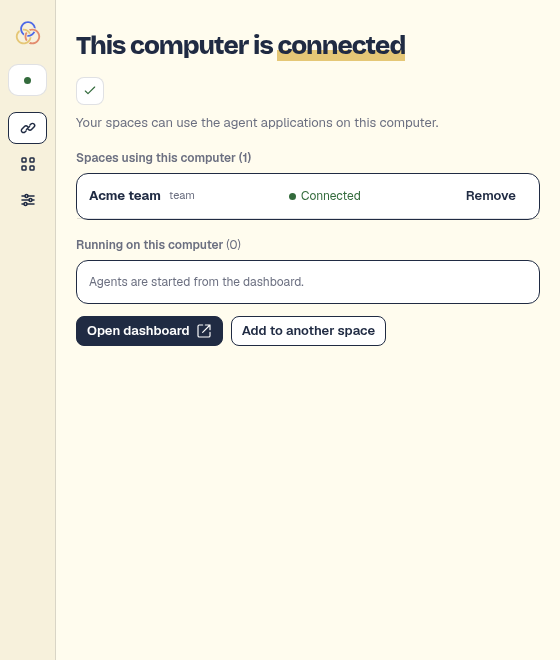 This computer is connected
Your spaces can use the agent applications on this computer.
Spaces using this computer (1)
Acme team team Connected Remove
Running on this computer (0)
Agents are started from the dashboard.
Open dashboard Add to another space